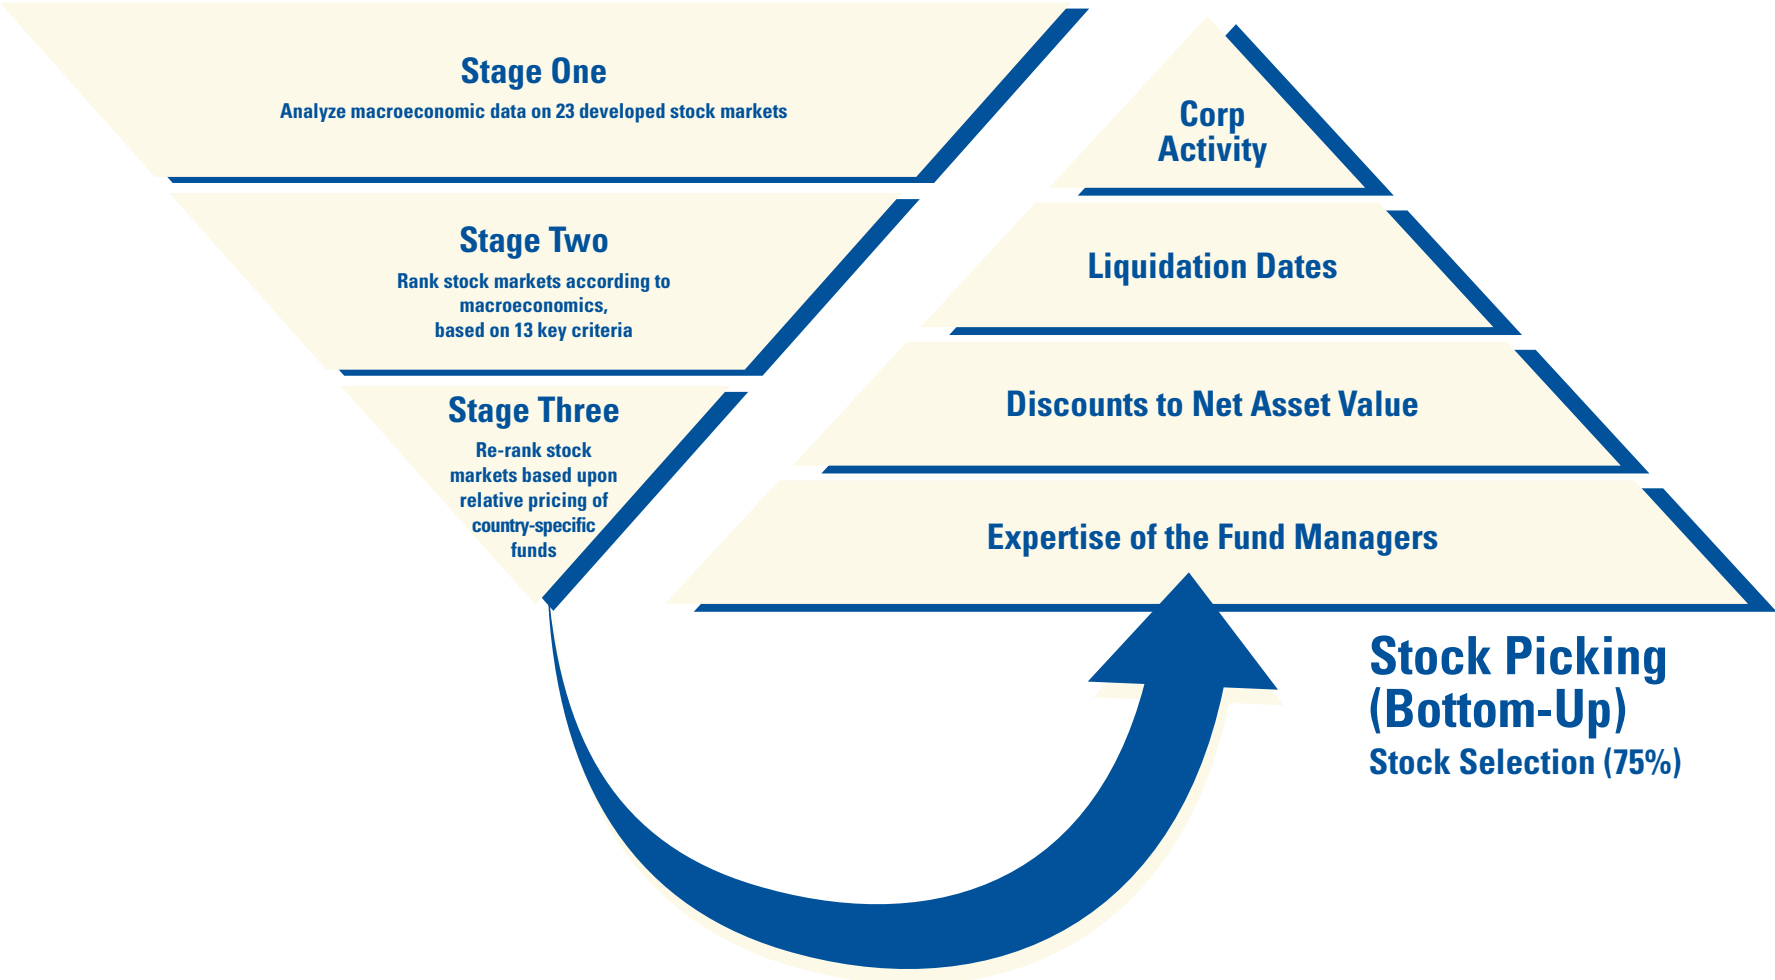 Stage One
Analyze macroeconomic data on 23 developed stock markets
Stage Two
Rank stock markets according to
macroeconomics,
based on 13 key criteria
Stage Three
Re-rank stock
markets based upon
relative pricing of
country-specific
funds
Corp
Activity
Liquidation Dates
Discounts to Net Asset Value
Expertise of the Fund Managers
Stock Picking
(Bottom-Up)
Stock Selection (75%)